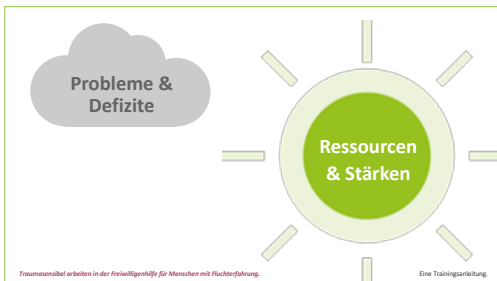 Probleme &
Defizite
Ressourcen
& Stärken
Traumasensibel arbeiten in der Freiwilligenhilfe für Menschen mit Fluchterfahrung.
Eine Trainingsanleitung.